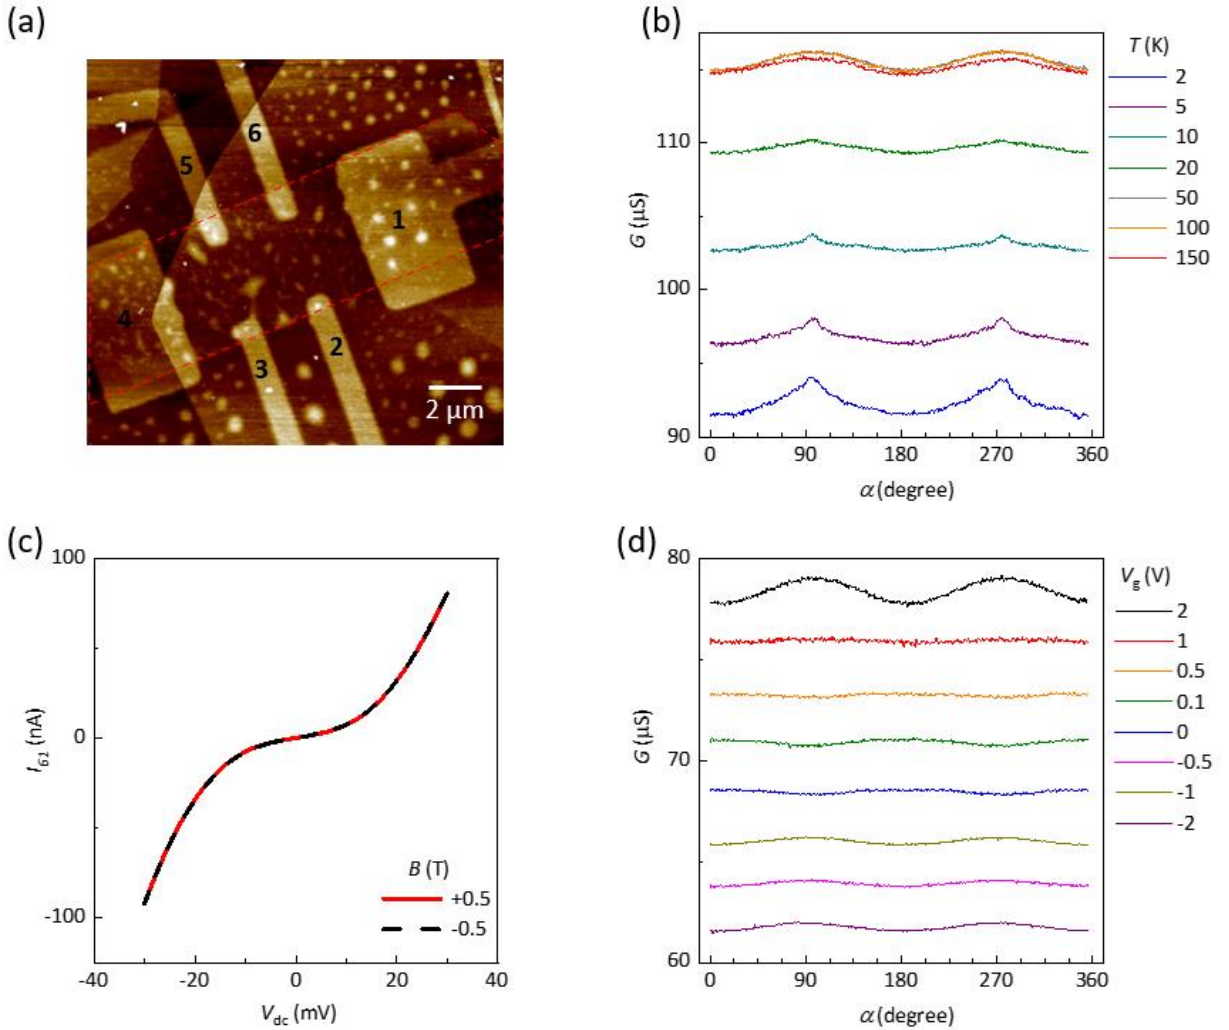 (a)
6
5
1
4
3
2
2 μm
(b)
T (K)
2
5
10
20
50
100
150
110
100
90
G (μS)
0 90 180 270 360
α (degree)
(c)
100
0
-100
I61 (nA)
B (T)
+0.5
-0.5
-40 -20 0 20 40
Vdc (mV)
(d)
80
70
60
G (μS)
Vg (V)
2
1
0.5
0.1
0
-0.5
-1
-2
0 90 180 270 360
α (degree)